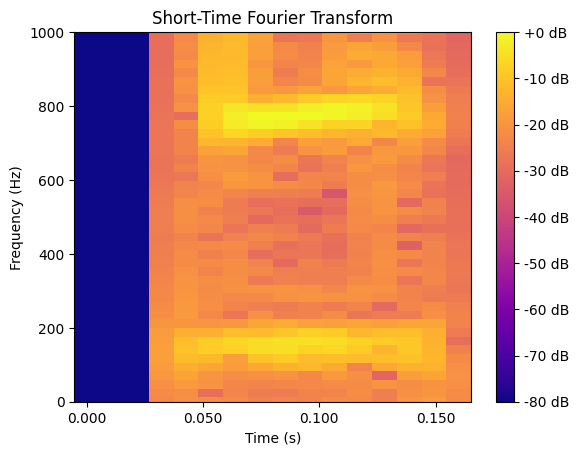 Short-Time Fourier Transform
Frequency (Hz)
1000
800
600
400
200
0
0.000
0.050
0.100
0.150
Time (s)
+0 dB
-10 dB
-20 dB
-30 dB
-40 dB
-50 dB
-60 dB
-70 dB
-80 dB